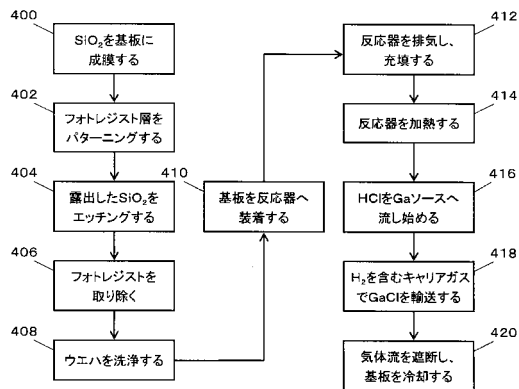 400
SiO₂を基板に
成膜する
402
フォトレジスト層を
パターニングする
404
露出したSiO₂を
エッチングする
406
フォトレジストを
取り除く
408
ウエハを洗浄する
410
基板を反応器へ
装着する
412
反応器を排気し、
充填する
414
反応器を加熱する
416
HClをGaソースへ
流し始める
418
H₂を含むキャリアガス
でGaClを輸送する
420
気体流を遮断し、
基板を冷却する